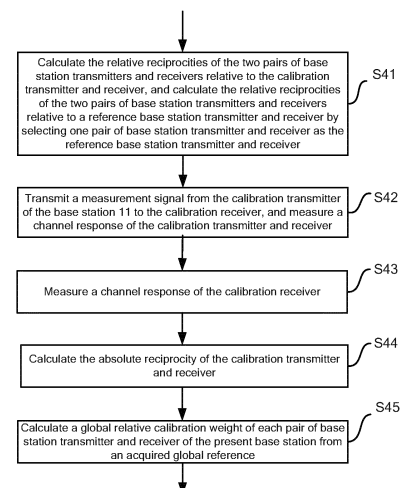 Calculate the relative reciprocities of the two pairs of base
station transmitters and receivers relative to the calibration
transmitter and receiver, and calculate the relative reciprocities
of the two pairs of base station transmitters and receivers
relative to a reference base station transmitter and receiver by
selecting one pair of base station transmitter and receiver as the
reference base station transmitter and receiver
S41
Transmit a measurement signal from the calibration transmitter
of the base station 11 to the calibration receiver, and measure a
channel response of the calibration transmitter and receiver
S42
Measure a channel response of the calibration receiver
S43
Calculate the absolute reciprocity of the calibration transmitter
and receiver
S44
Calculate a global relative calibration weight of each pair of base
station transmitter and receiver of the present base station from
an acquired global reference
S45